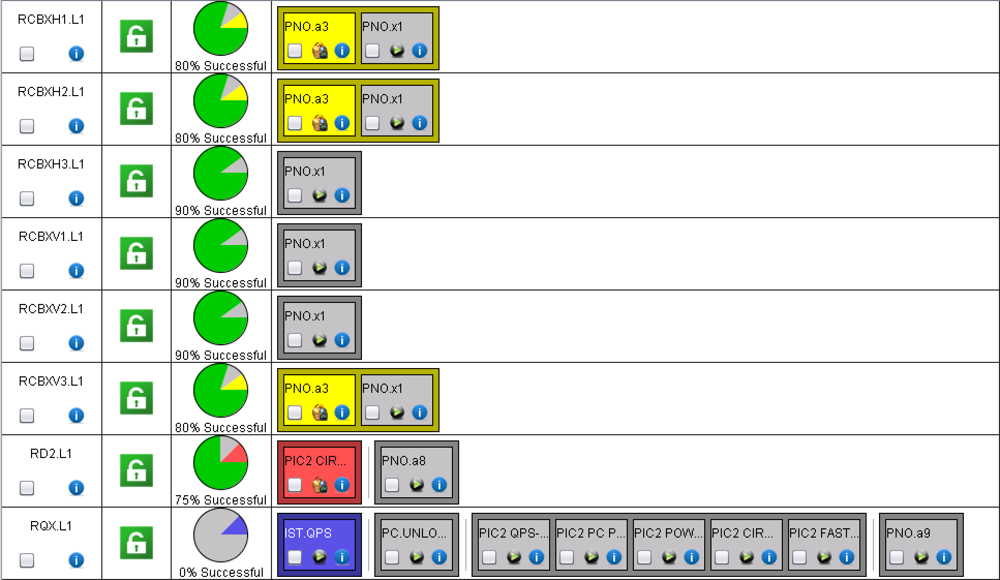 RCBXH1.L1
80% Successful
PNO.a3
PNO.x1
RCBXH2.L1
80% Successful
PNO.a3
PNO.x1
RCBXH3.L1
90% Successful
PNO.x1
RCBXV1.L1
90% Successful
PNO.x1
RCBXV2.L1
90% Successful
PNO.x1
RCBXV3.L1
80% Successful
PNO.a3
PNO.x1
RD2.L1
75% Successful
PIC2 CIR...
PNO.a8
RQX.L1
0% Successful
IST.QPS
PC.UNLO...
PIC2 QPS-...
PIC2 PC P...
PIC2 POW...
PIC2 CIR...
PIC2 FAST...
PNO.a9